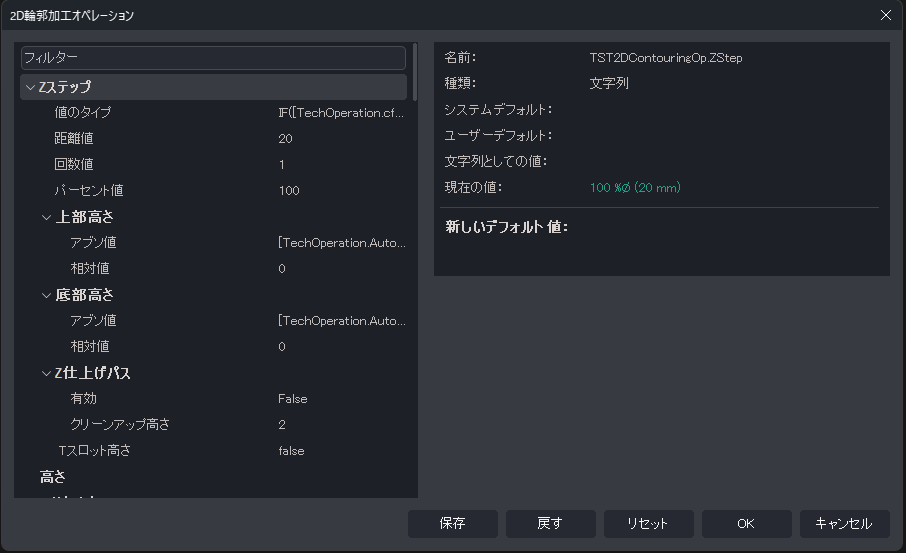 2D輪郭加工オペレーション
フィルター
Zステップ
値のタイプ IF([TechOperation.cf...
距離値 20
回数値 1
パーセント値 100
上部高さ
アブソ値 [TechOperation.Auto...
相対値 0
底部高さ
アブソ値 [TechOperation.Auto...
相対値 0
Z仕上げパス
有効 False
クリーンアップ高さ 2
Tスロット高さ false
高さ
名前: TST2DContouringOp.ZStep
種類: 文字列
システムデフォルト:
ユーザーデフォルト:
文字列としての値:
現在の値: 100 %Ø (20 mm)
新しいデフォルト 値:
保存 戻す リセット OK キャンセル